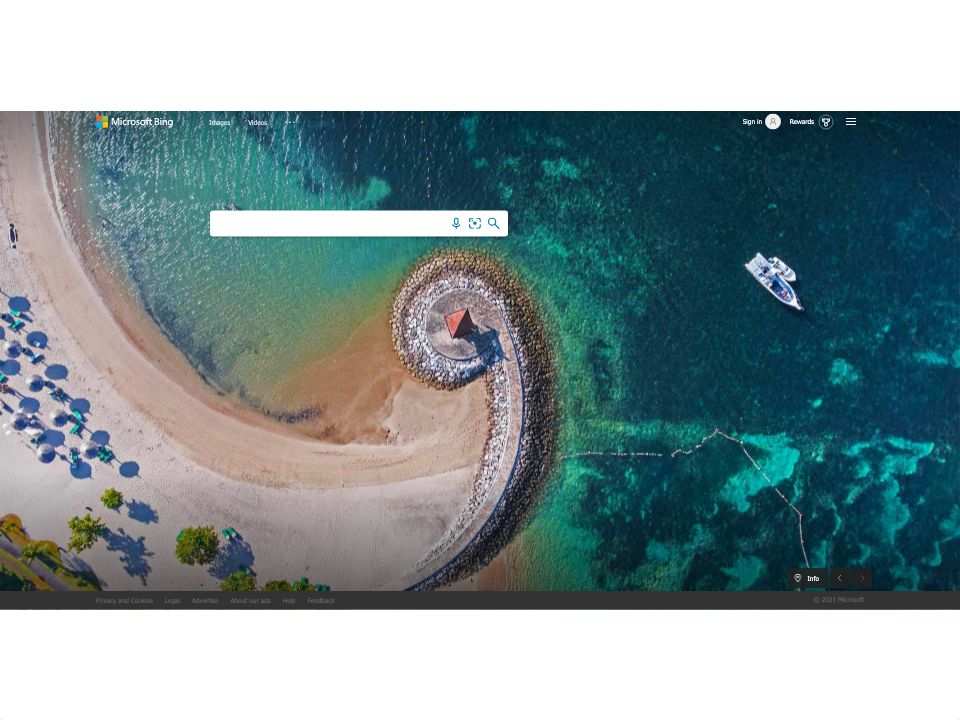 Microsoft Bing Images Videos ... Sign in Rewards
Info
Privacy and Cookies Legal Advertise About our ads Help Feedback © 2021 Microsoft